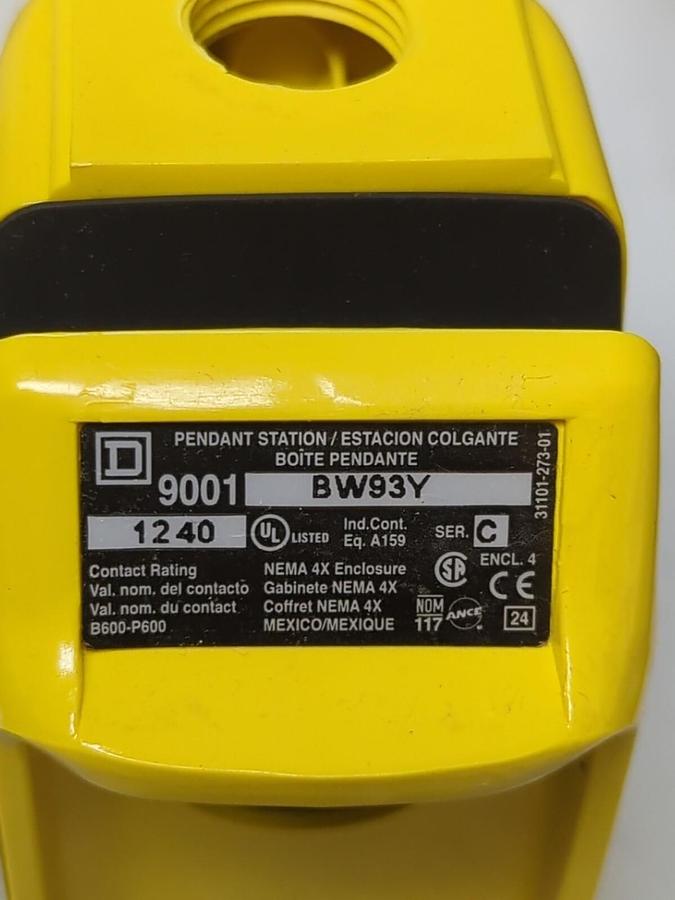 D
PENDANT STATION / ESTACION COLGANTE
BOÎTE PENDANTE
9001 BW93Y
1240
UL LISTED
Ind.Cont.
Eq. A159
SER. C
31101-273-01
Contact Rating
Val. nom. del contacto
Val. nom. du contact
B600-P600
NEMA 4X Enclosure
Gabinete NEMA 4X
Coffret NEMA 4X
MEXICO/MEXIQUE
SA
ENCL. 4
CE
NOM
117
ANCE
24